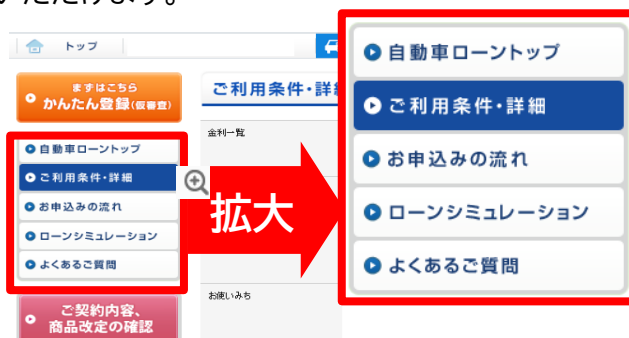 いただけます。
トップ
まずはこちら
かんたん登録(仮審査)
自動車ローントップ
ご利用条件・詳細
お申込みの流れ
ローンシミュレーション
よくあるご質問
ご契約内容、
商品改定の確認
ご利用条件・詳細
金利一覧
お使いみち
拡大
自動車ローントップ
ご利用条件・詳細
お申込みの流れ
ローンシミュレーション
よくあるご質問